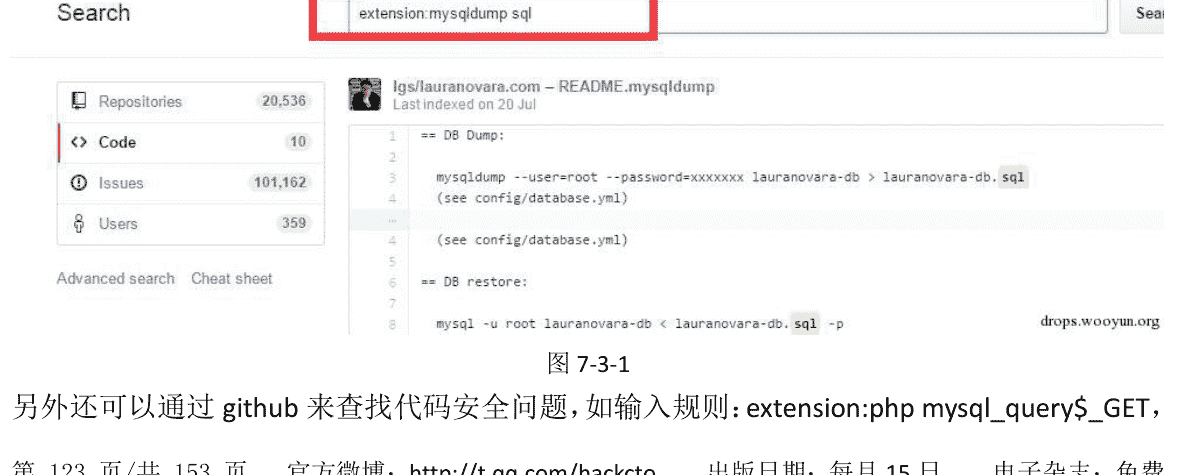 Search
extension:mysqldump sql
Sea
Repositories 20,536
Code 10
Issues 101,162
Users 359
Advanced search Cheat sheet
lgs/lauranovara.com – README.mysqldump
Last indexed on 20 Jul
1 == DB Dump:
2
3 mysqldump --user=root --password=xxxxxxx lauranovara-db > lauranovara-db.sql
4 (see config/database.yml)
...
4 (see config/database.yml)
5
6 == DB restore:
7
8 mysql -u root lauranovara-db < lauranovara-db.sql -p
drops.wooyun.org
图 7-3-1
另外还可以通过 github 来查找代码安全问题，如输入规则：extension:php mysql_query$_GET，
第 123 页/共 153 页 官方微博：http://t.qq.com/hackcto 出版日期：每月 15 日 电子杂志：免费